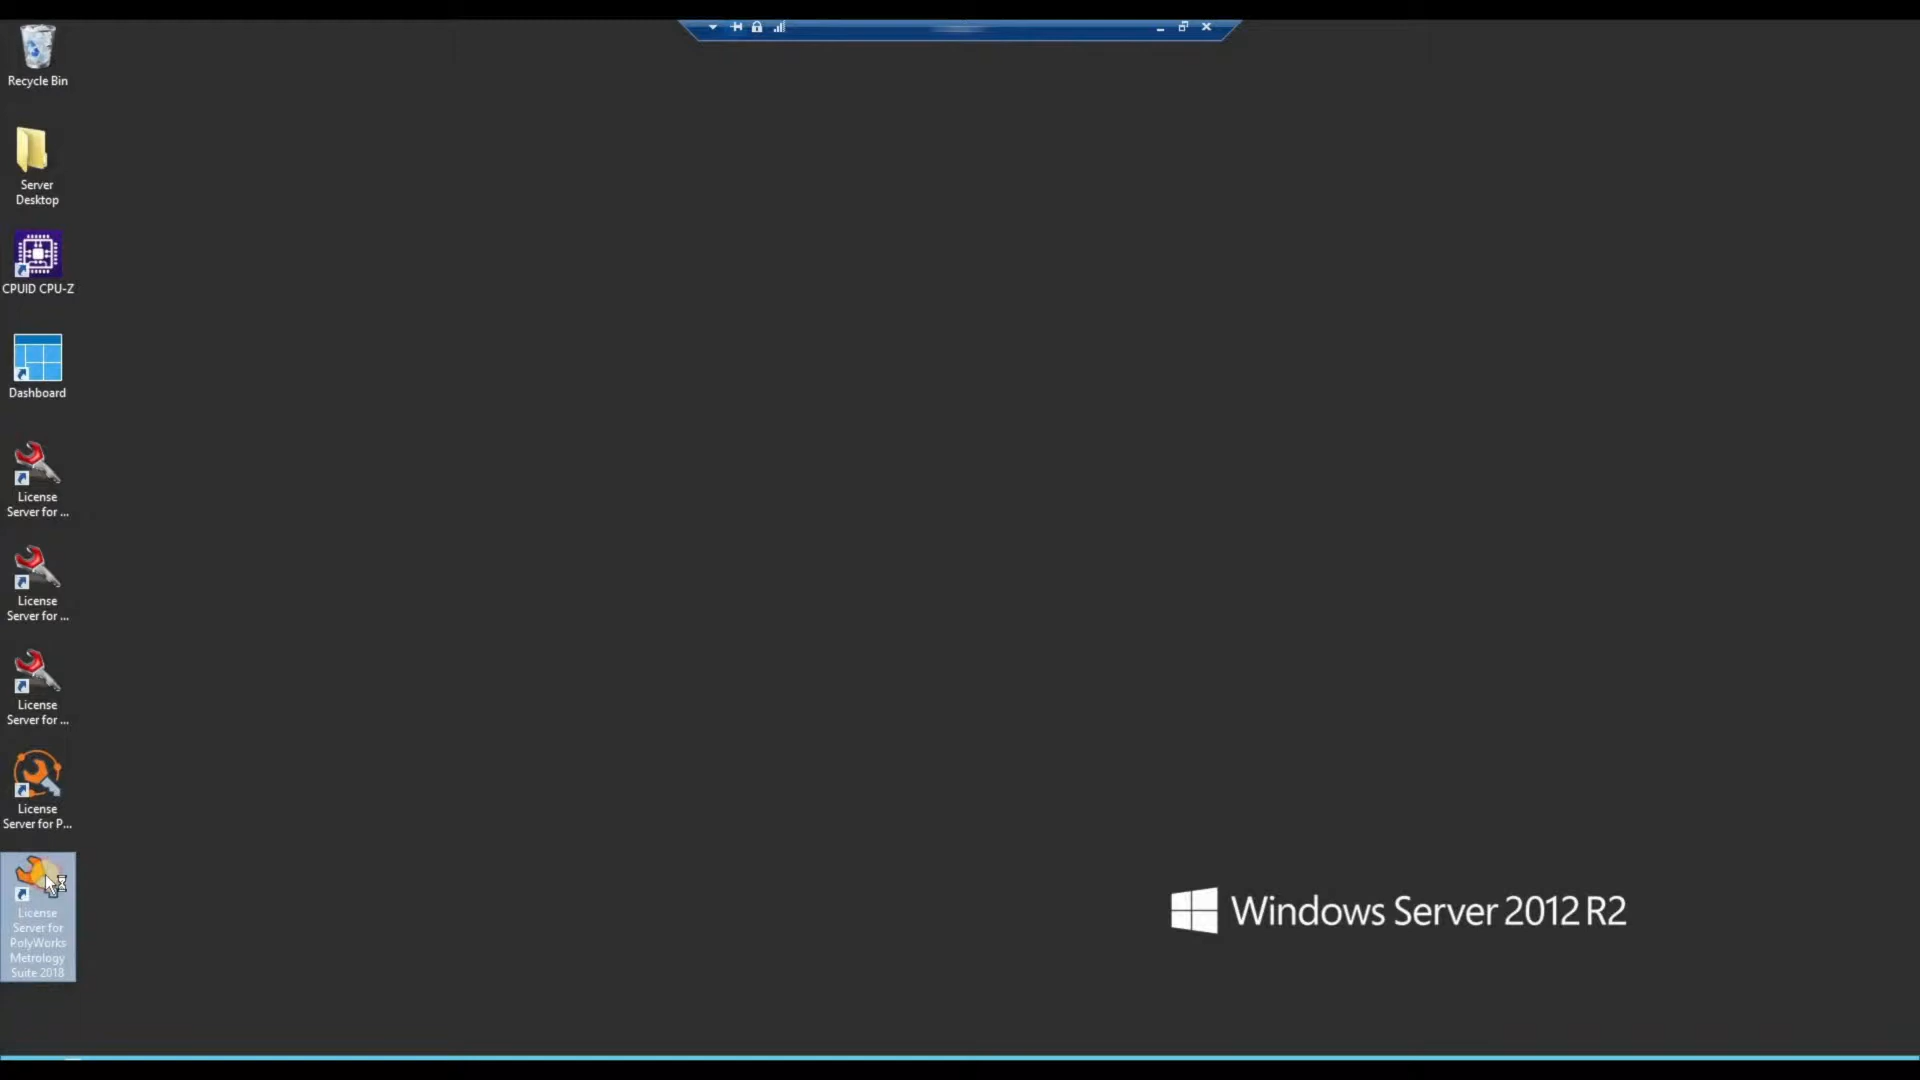 Recycle Bin
Server
Desktop
CPUID CPU-Z
Dashboard
License
Server for ...
License
Server for ...
License
Server for ...
License
Server for P...
License
Server for
PolyWorks
Metrology
Suite 2018
Windows Server 2012 R2